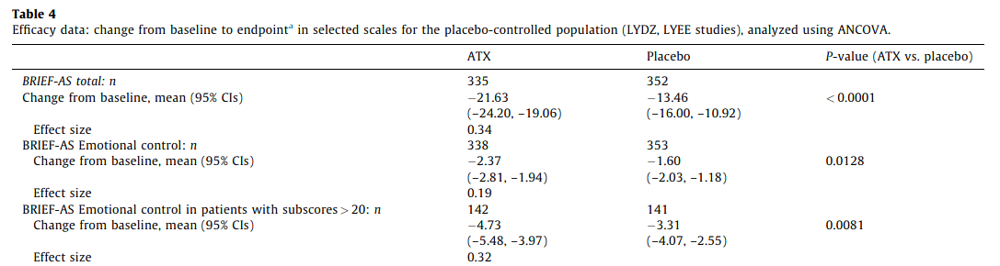 Table 4
Efficacy data: change from baseline to endpointᵃ in selected scales for the placebo-controlled population (LYDZ, LYEE studies), analyzed using ANCOVA.
ATX Placebo P-value (ATX vs. placebo)
BRIEF-AS total: n 335 352
Change from baseline, mean (95% CIs) −21.63 −13.46 <0.0001
(−24.20, −19.06) (−16.00, −10.92)
Effect size 0.34
BRIEF-AS Emotional control: n 338 353
Change from baseline, mean (95% CIs) −2.37 −1.60 0.0128
(−2.81, −1.94) (−2.03, −1.18)
Effect size 0.19
BRIEF-AS Emotional control in patients with subscores > 20: n 142 141
Change from baseline, mean (95% CIs) −4.73 −3.31 0.0081
(−5.48, −3.97) (−4.07, −2.55)
Effect size 0.32